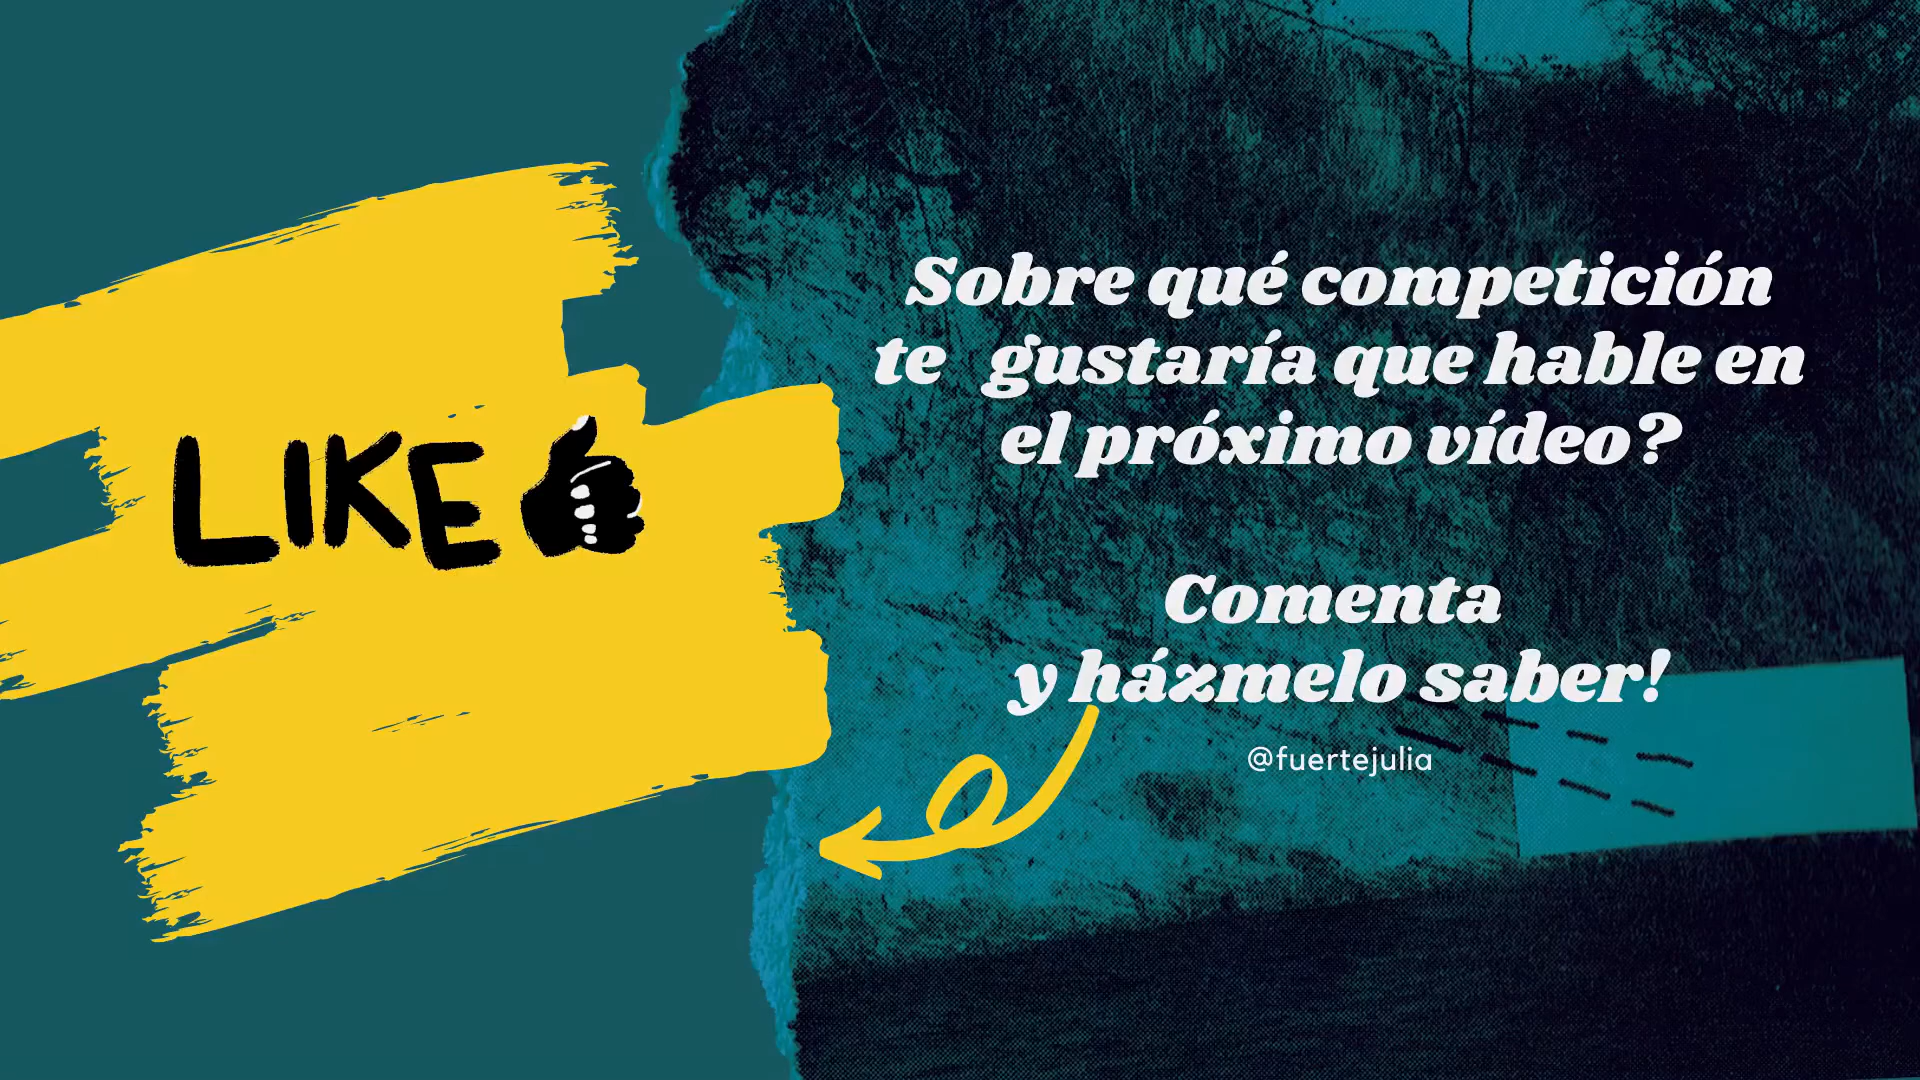 LIKE
Sobre qué competición
te gustaría que hable en
el próximo vídeo?
Comenta
y házmelo saber!
@fuertejulia